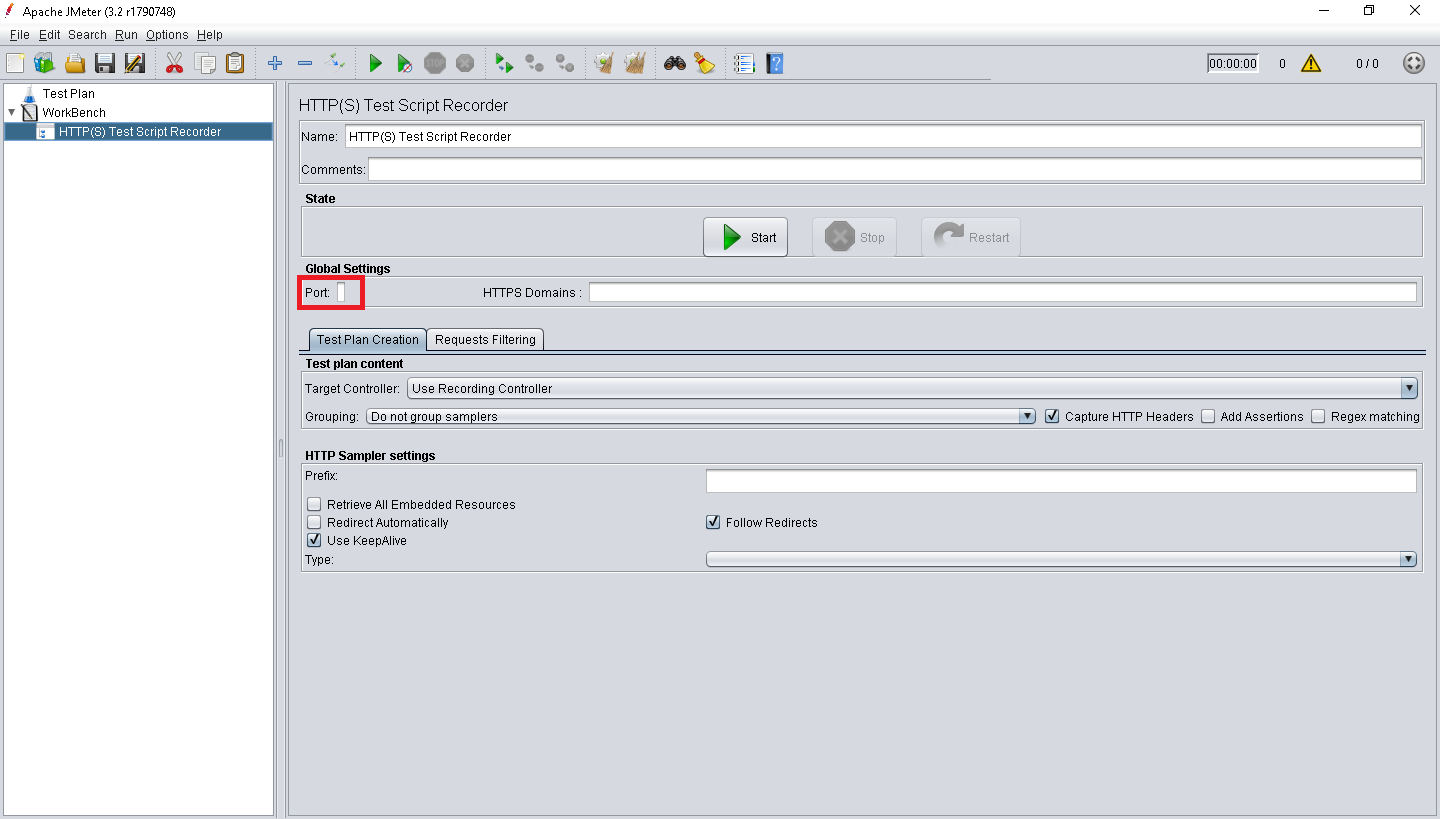 Apache JMeter (3.2 r1790748)
File Edit Search Run Options Help
STOP 00:00:00 0 0 / 0
Test Plan
WorkBench
HTTP(S) Test Script Recorder
HTTP(S) Test Script Recorder
Name: HTTP(S) Test Script Recorder
Comments:
State
Start Stop Restart
Global Settings
Port: HTTPS Domains :
Test Plan Creation Requests Filtering
Test plan content
Target Controller: Use Recording Controller
Grouping: Do not group samplers Capture HTTP Headers Add Assertions Regex matching
HTTP Sampler settings
Prefix:
Retrieve All Embedded Resources
Redirect Automatically Follow Redirects
Use KeepAlive
Type: